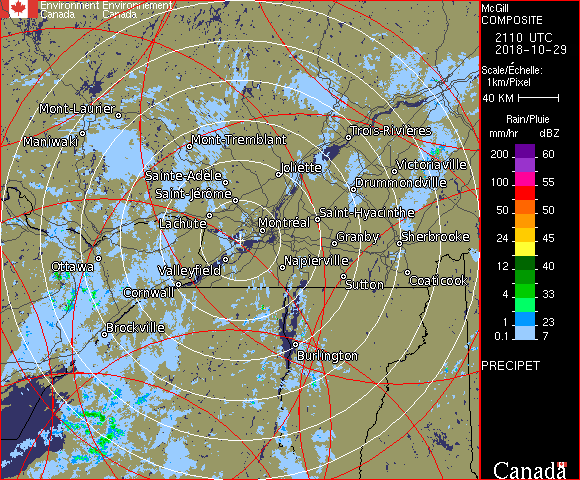 Environment Environnement
Canada Canada
McGill
COMPOSITE
2110 UTC
2018-10-29
Scale/Échelle:
1km/Pixel
40 KM
Rain/Pluie
mm/hr dBZ
200 60
100 55
50 50
24 45
12 40
4 33
1 23
0.1 7
PRECIPET
Canada
Mont-Laurier
Maniwaki
Mont-Tremblant
Trois-Rivières
Joliette
Victoriaville
Sainte-Adèle
Drummondville
Saint-Jérôme
Lachute
Saint-Hyacinthe
Montréal
Granby
Sherbrooke
Ottawa
Valleyfield
Napierville
Cornwall
Sutton
Coaticook
Brockville
Burlington